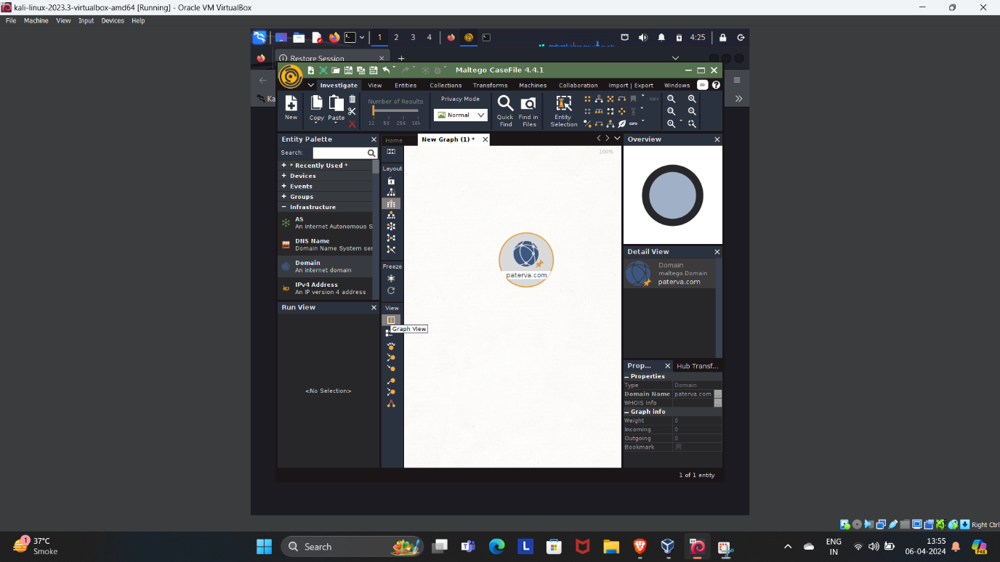 kali-linux-2023.3-virtualbox-amd64 [Running] - Oracle VM VirtualBox
File Machine View Input Devices Help
1 2 3 4 4:25
Restore Session
Maltego CaseFile 4.4.1
Investigate View Entities Collections Transforms Machines Collaboration Import | Export Windows
Ka
New
Copy Paste
Number of Results
12 50 256 10k
Privacy Mode
Normal
Quick Find
Find in Files
Entity Selection
Entity Palette
Search:
+ * Recently Used *
+ Devices
+ Events
+ Groups
− Infrastructure
AS
An internet Autonomous S
DNS Name
Domain Name System ser
Domain
An internet domain
IPv4 Address
An IP version 4 address
Run View
<No Selection>
Home New Graph (1) *
Layout
Freeze
View
Graph View
100%
paterva.com
Overview
Detail View
Domain
maltego.Domain
paterva.com
Prop... Hub Transf...
− Properties
Type Domain
Domain Name paterva.com ...
WHOIS Info ...
− Graph info
Weight 0
Incoming 0
Outgoing 0
Bookmark
1 of 1 entity
Right Ctrl
1
37°C
Smoke
Search
ENG
IN
13:55
06-04-2024
PRE